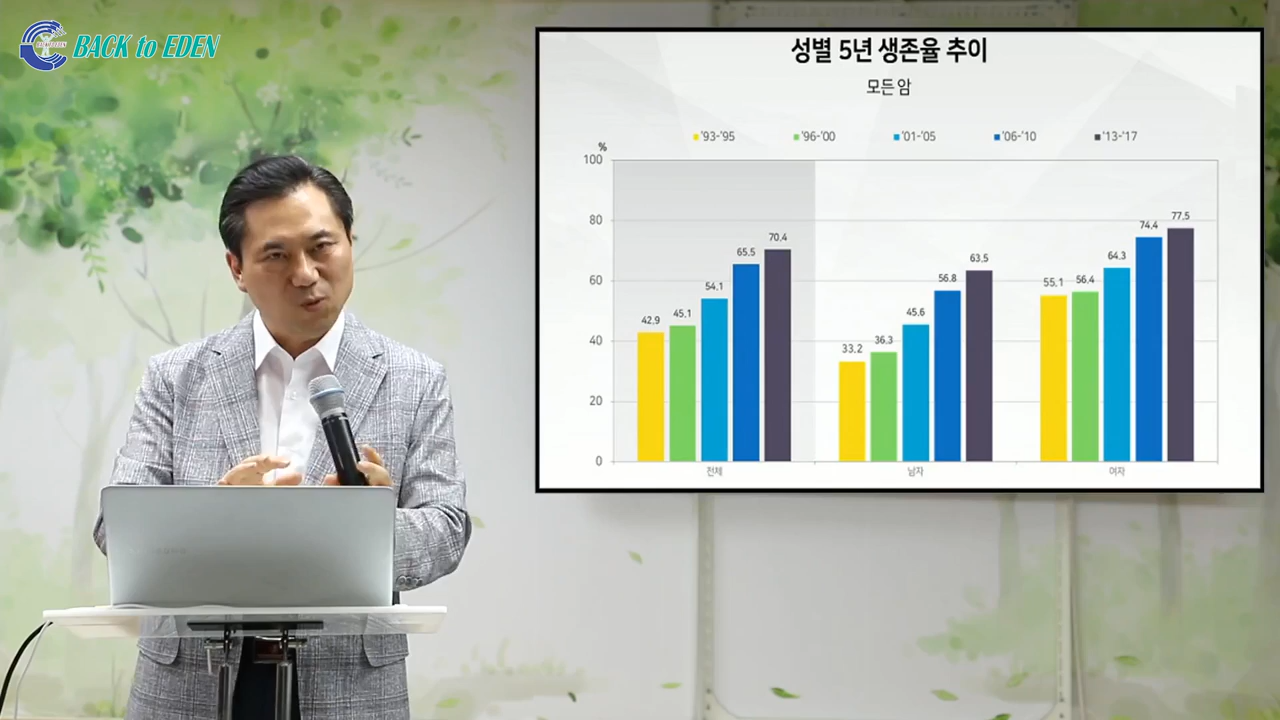 BACK to EDEN
성별 5년 생존율 추이
모든 암
'93-'95 '96-'00 '01-'05 '06-'10 '13-'17
%
100
80
60
40
20
0
42.9 45.1 54.1 65.5 70.4
33.2 36.3 45.6 56.8 63.5
55.1 56.4 64.3 74.4 77.5
전체 남자 여자